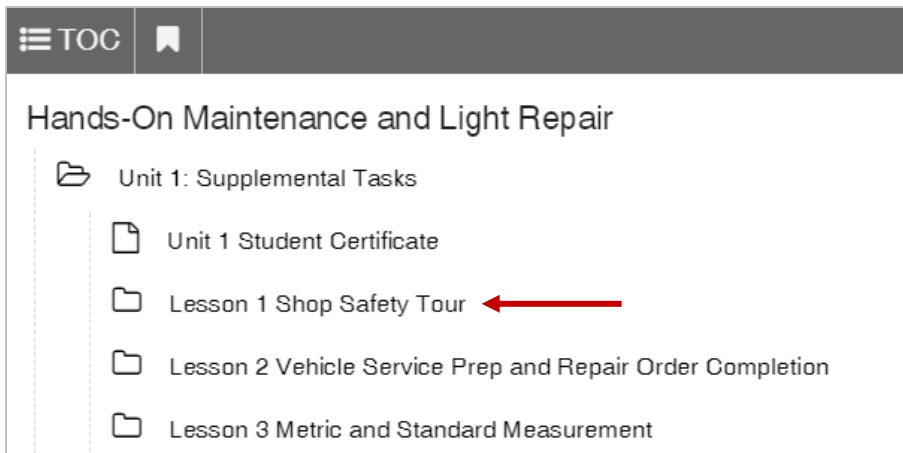 TOC
Hands-On Maintenance and Light Repair
Unit 1: Supplemental Tasks
Unit 1 Student Certificate
Lesson 1 Shop Safety Tour
Lesson 2 Vehicle Service Prep and Repair Order Completion
Lesson 3 Metric and Standard Measurement